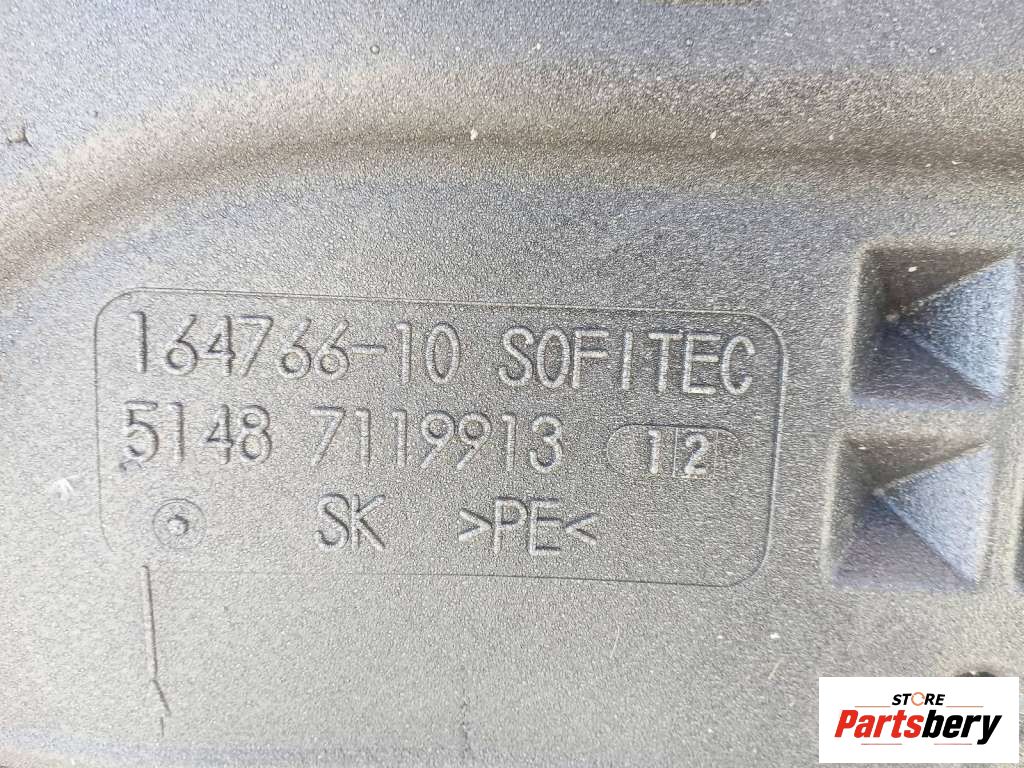 164766-10 SOFITEC
5148 7119913 12
SK >PE<
STORE
Partsbery